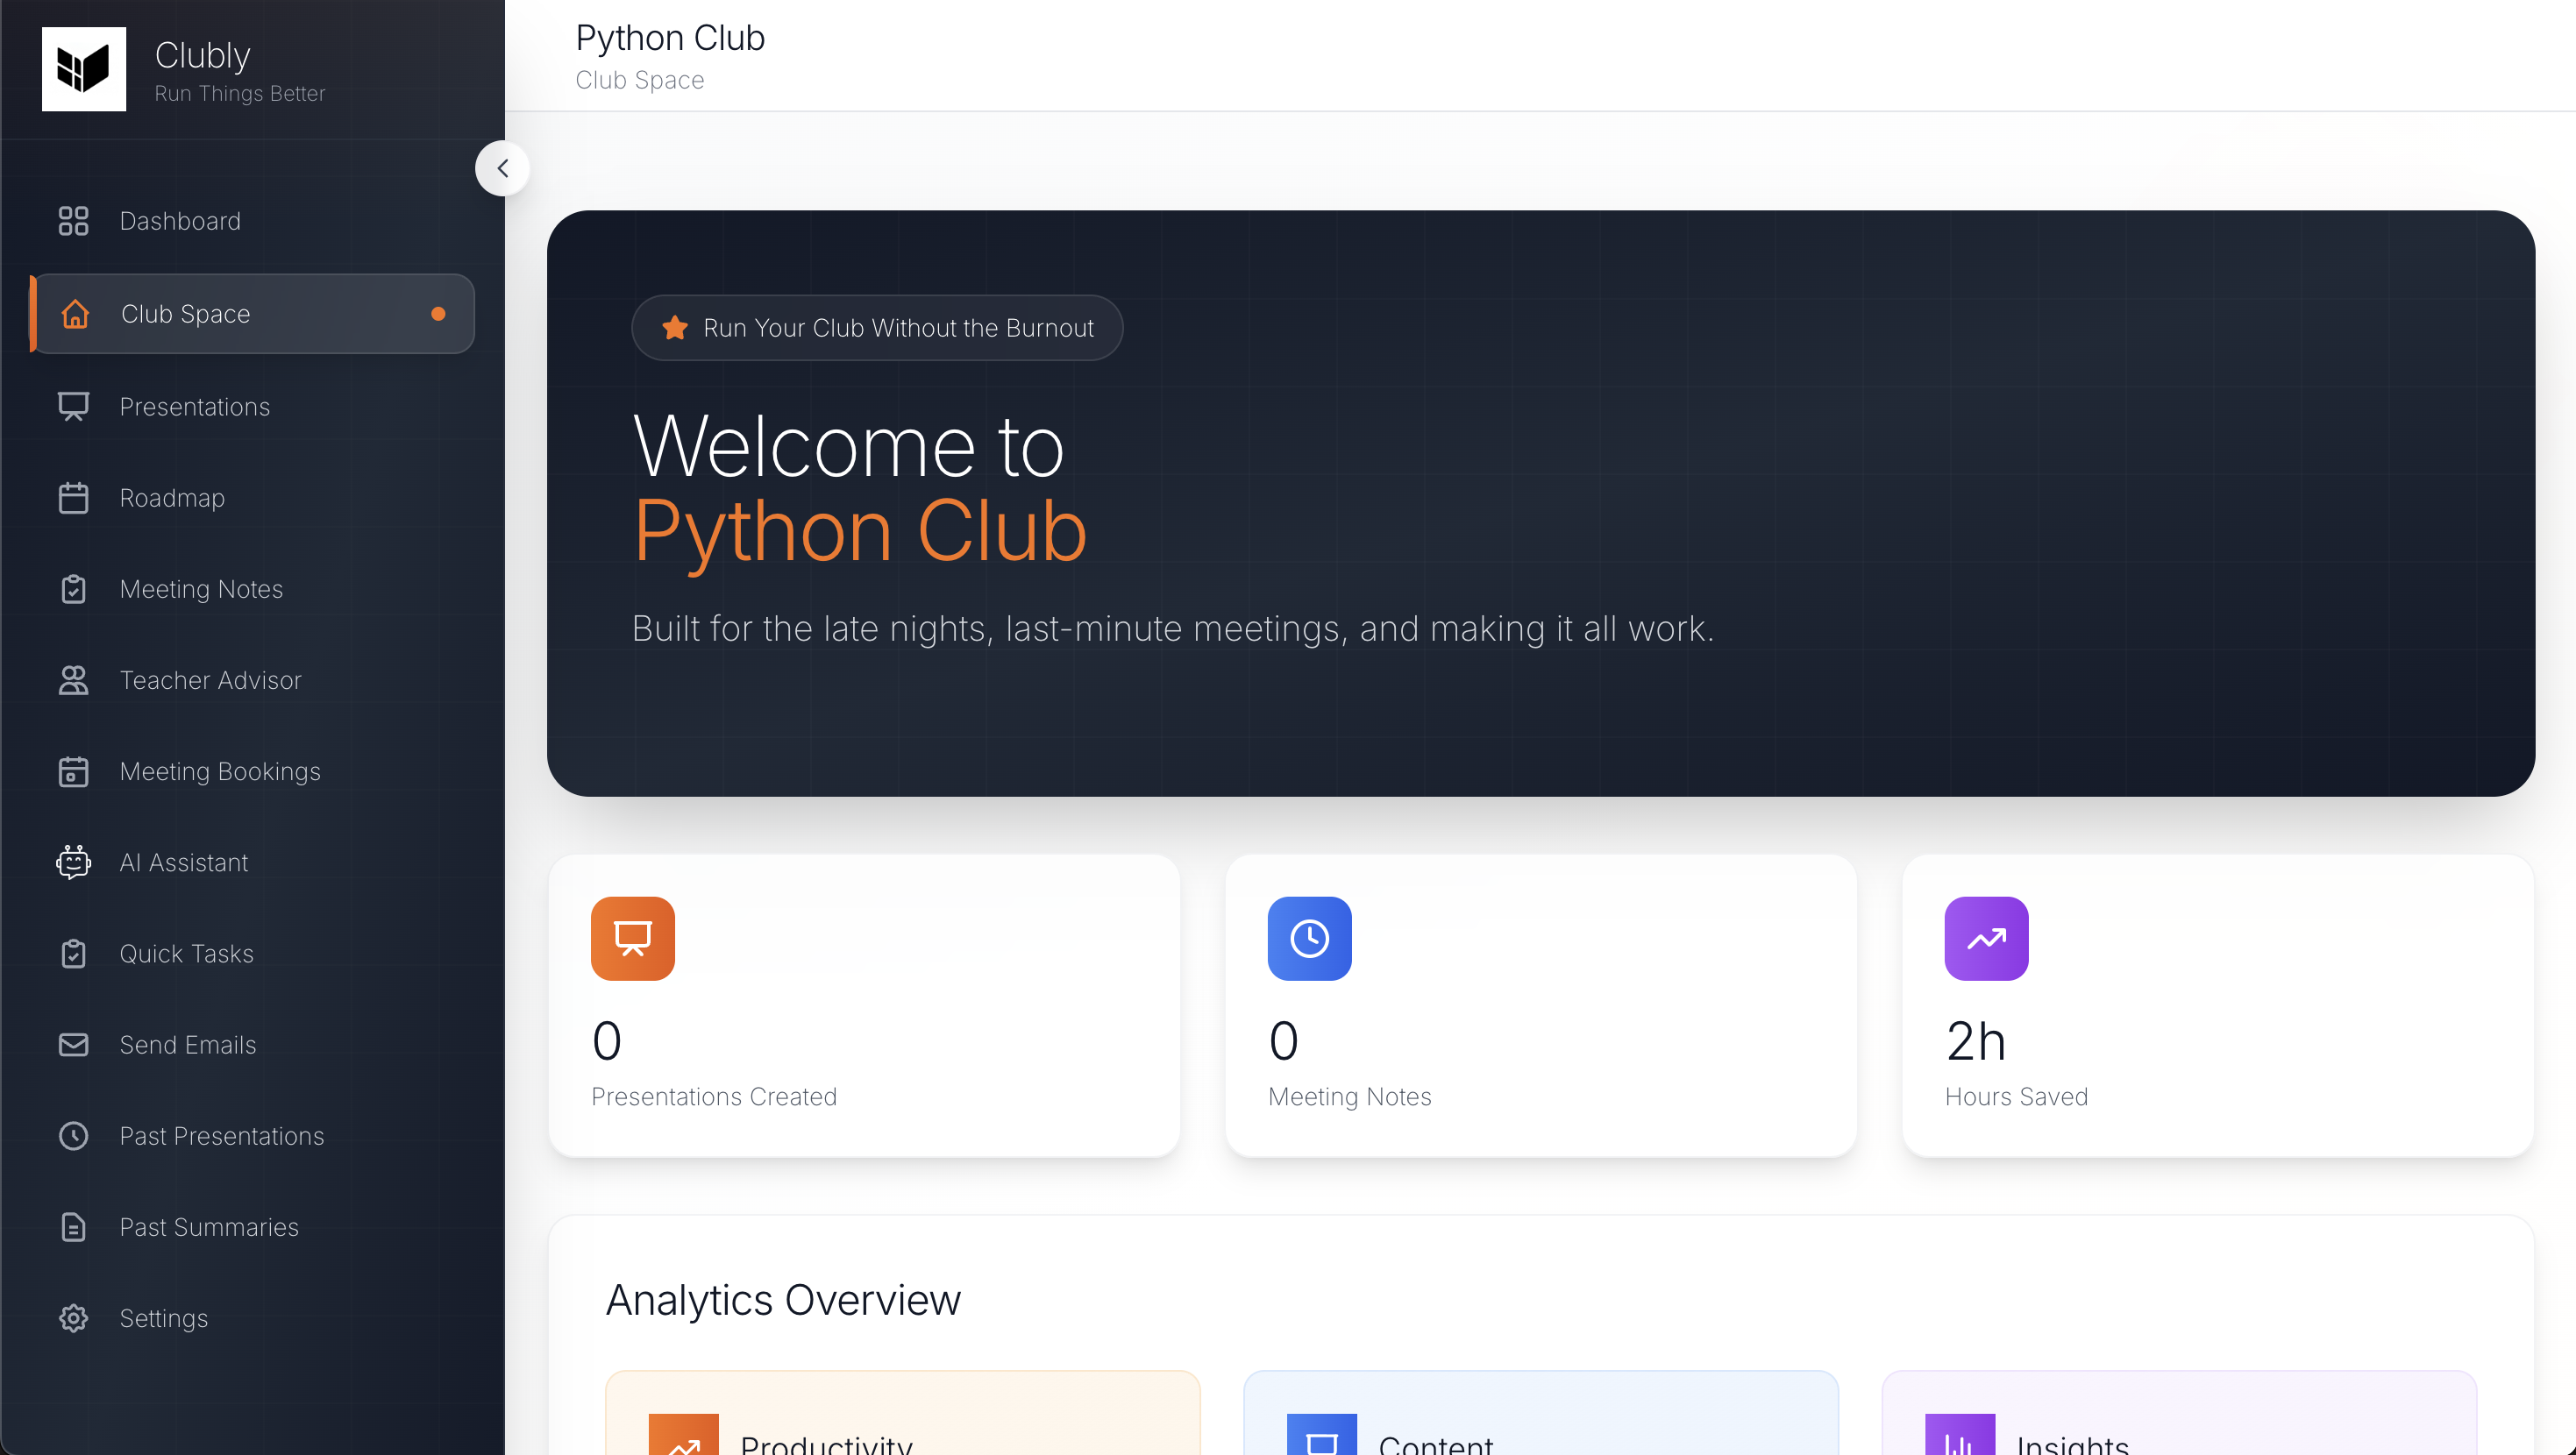 Clubly
Run Things Better
Dashboard
Club Space
Presentations
Roadmap
Meeting Notes
Teacher Advisor
Meeting Bookings
AI Assistant
Quick Tasks
Send Emails
Past Presentations
Past Summaries
Settings
Python Club
Club Space
Run Your Club Without the Burnout
Welcome to
Python Club
Built for the late nights, last-minute meetings, and making it all work.
0
Presentations Created
0
Meeting Notes
2h
Hours Saved
Analytics Overview
Productivity
Content
Insights